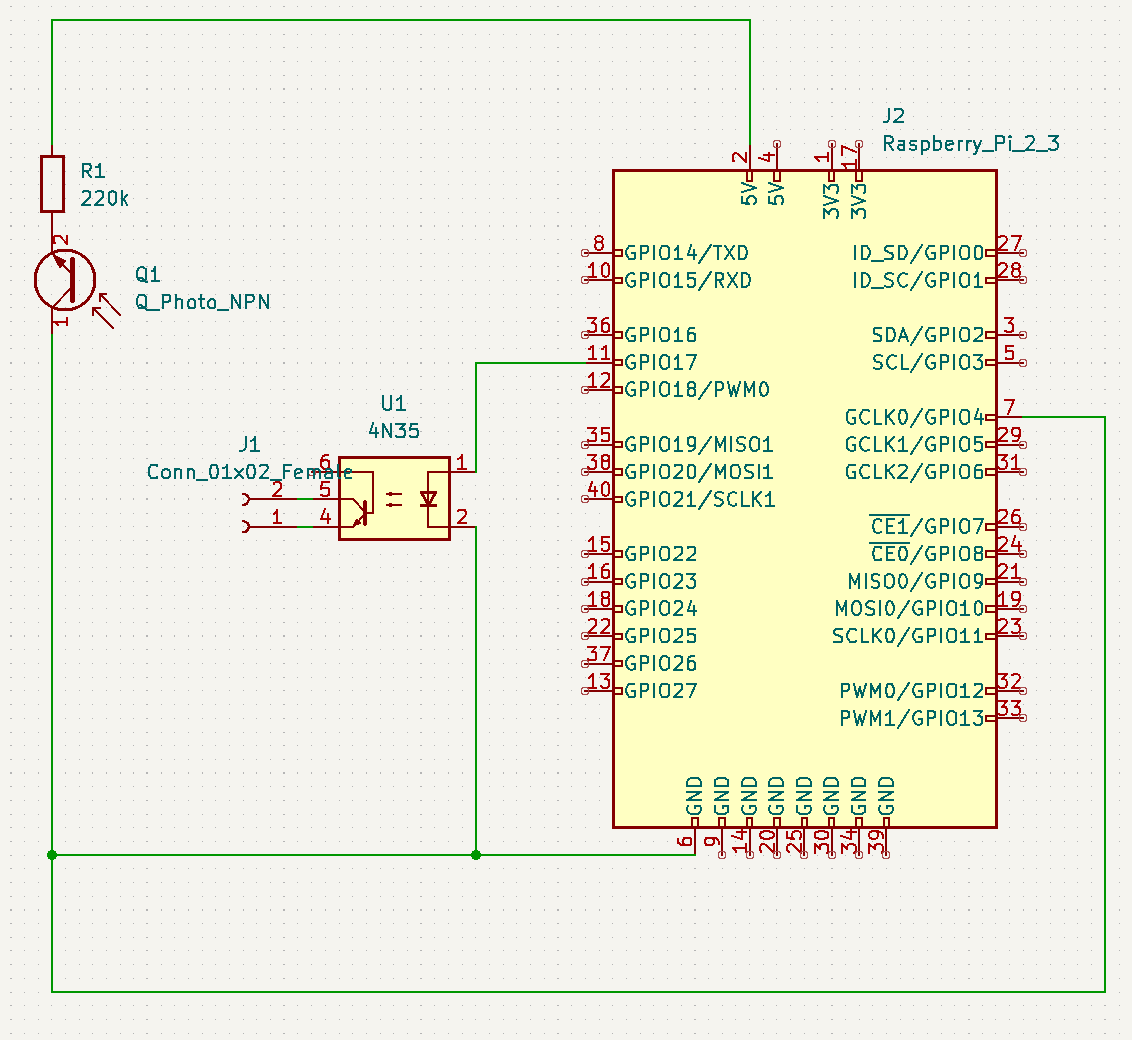 J2
Raspberry_Pi_2_3
R1
220k
2
Q1
Q_Photo_NPN
1
2
4
1
17
5V
5V
3V3
3V3
8
GPIO14/TXD
10
GPIO15/RXD
36
GPIO16
11
GPIO17
12
GPIO18/PWM0
35
GPIO19/MISO1
38
GPIO20/MOSI1
40
GPIO21/SCLK1
15
GPIO22
16
GPIO23
18
GPIO24
22
GPIO25
37
GPIO26
13
GPIO27
ID_SD/GPIO0
27
ID_SC/GPIO1
28
SDA/GPIO2
3
SCL/GPIO3
5
GCLK0/GPIO4
7
GCLK1/GPIO5
29
GCLK2/GPIO6
31
CE1/GPIO7
26
CE0/GPIO8
24
MISO0/GPIO9
21
MOSI0/GPIO10
19
SCLK0/GPIO11
23
PWM0/GPIO12
32
PWM1/GPIO13
33
U1
4N35
J1
Conn_01x02_Female
6
2
5
1
4
1
2
GND
GND
GND
GND
GND
GND
GND
GND
6
9
14
20
25
30
34
39